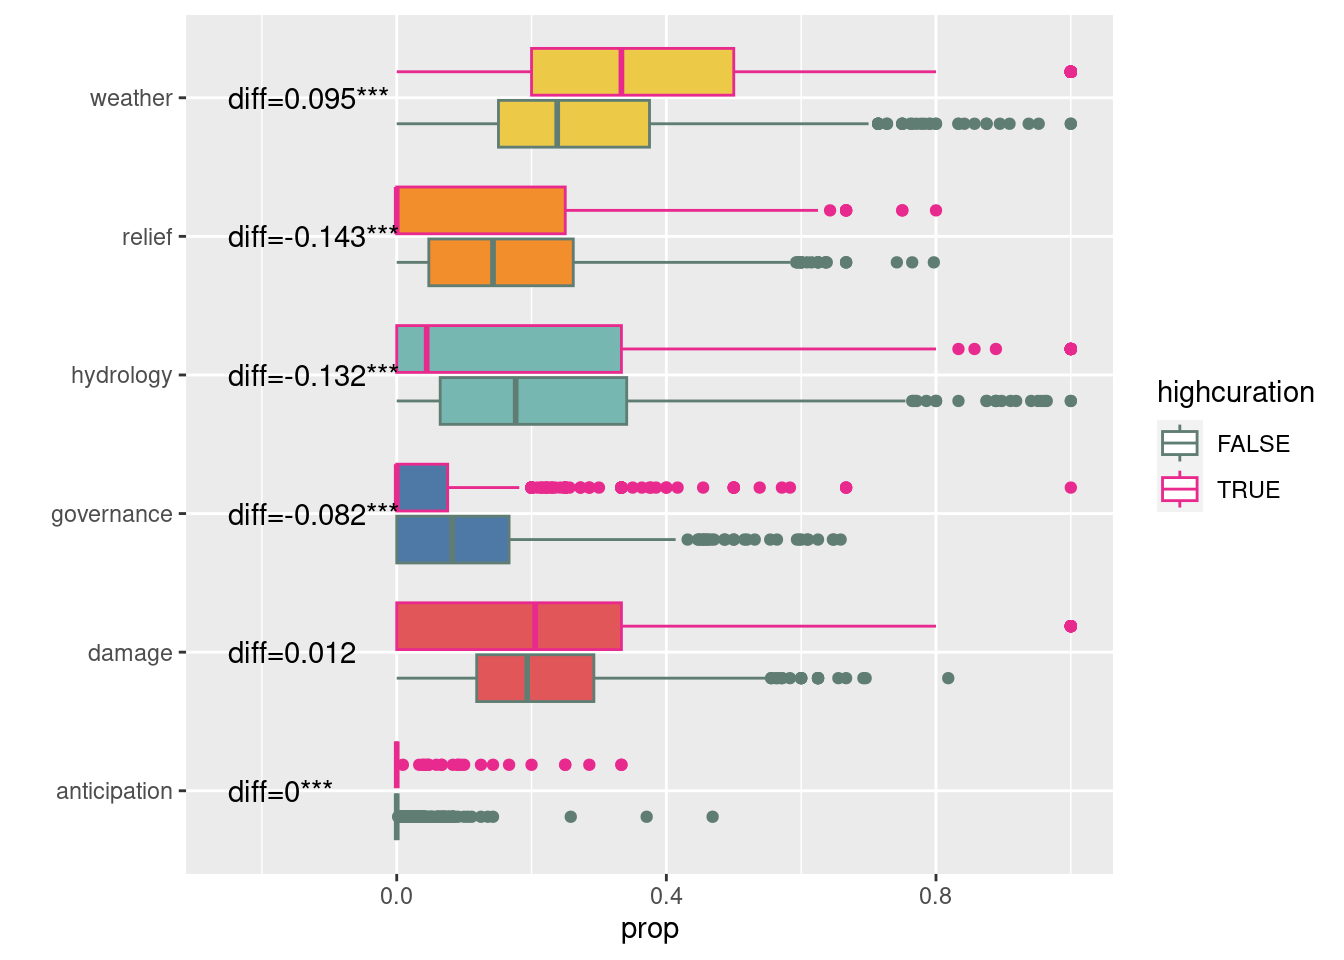 weather
diff=0.095***
relief
diff=-0.143***
hydrology
diff=-0.132***
governance
diff=-0.082***
damage
diff=0.012
anticipation
diff=0***
0.0
0.4
0.8
prop
highcuration
FALSE
TRUE